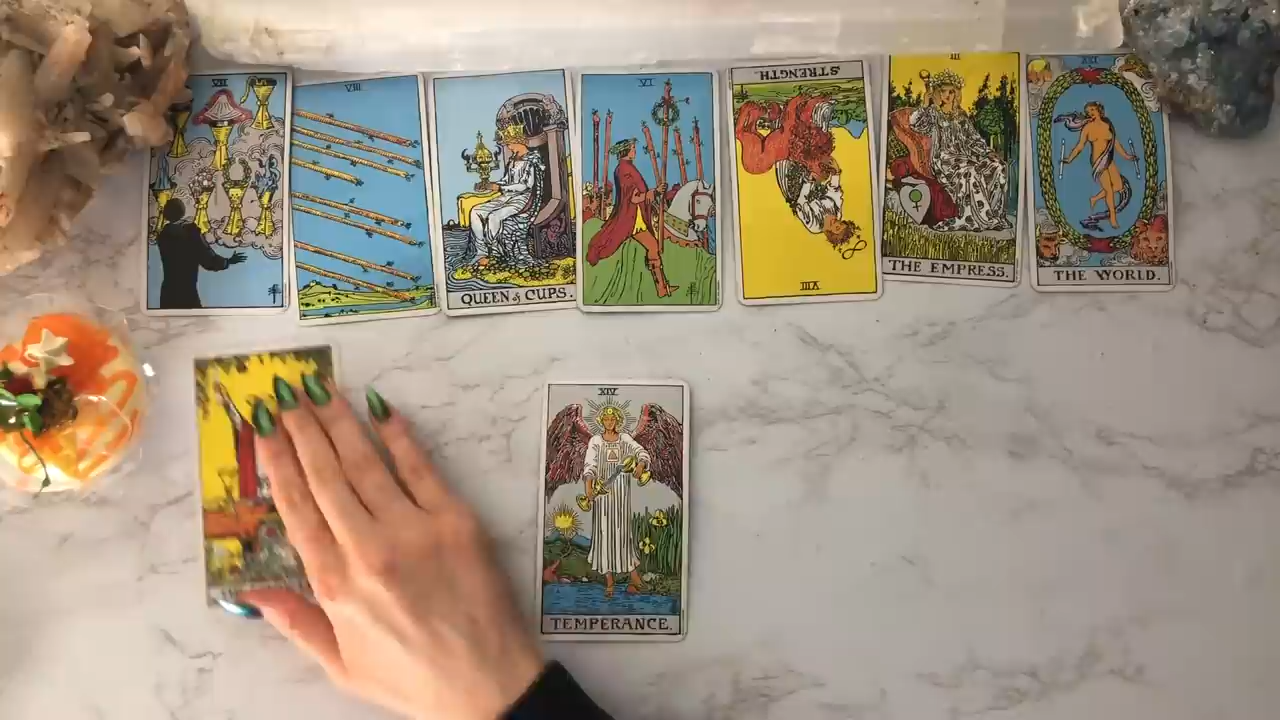 VII
VIII
QUEEN of CUPS.
VI
STRENGTH
VIII
III
THE EMPRESS.
XXI
THE WORLD.
XIV
TEMPERANCE.